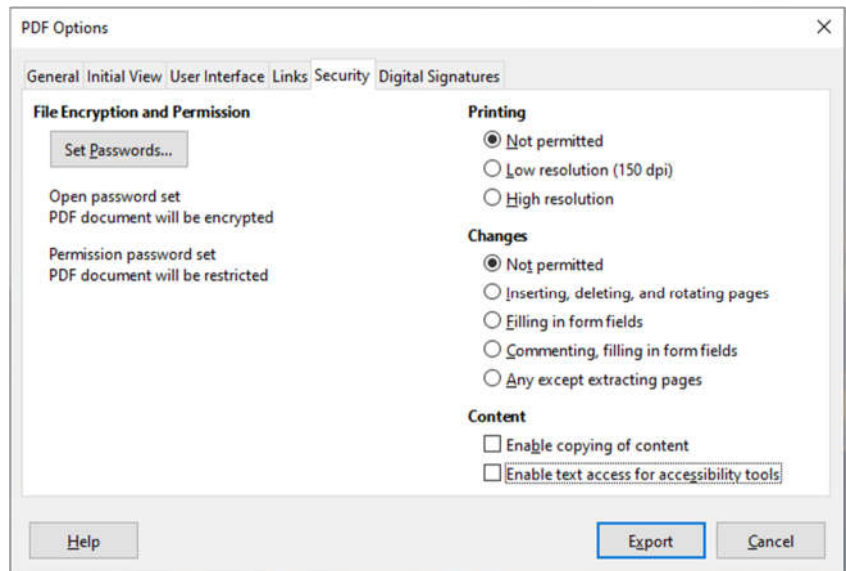 PDF Options
General Initial View User Interface Links Security Digital Signatures
File Encryption and Permission
Set Passwords...
Open password set
PDF document will be encrypted
Permission password set
PDF document will be restricted
Printing
Not permitted
Low resolution (150 dpi)
High resolution
Changes
Not permitted
Inserting, deleting, and rotating pages
Filling in form fields
Commenting, filling in form fields
Any except extracting pages
Content
Enable copying of content
Enable text access for accessibility tools
Help
Export
Cancel